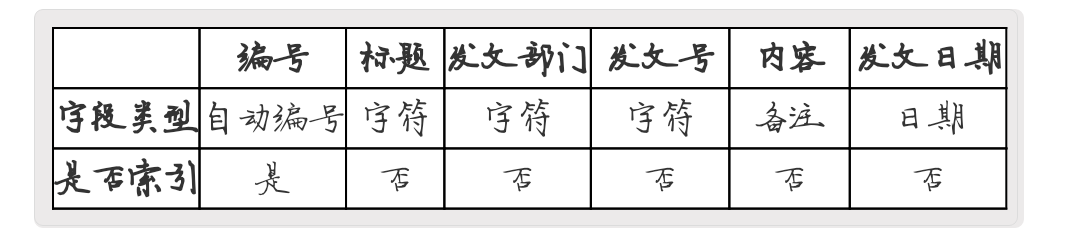 编号 标题 发文部门 发文号 内容 发文日期
字段类型 自动编号 字符 字符 字符 备注 日期
是否索引 是 否 否 否 否 否